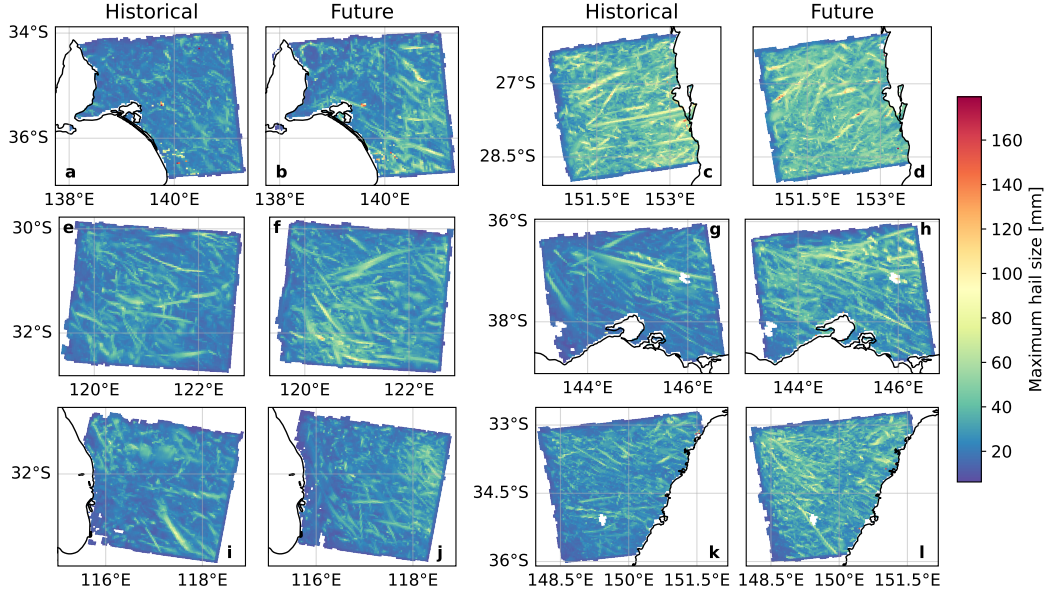 Historical Future Historical Future
34°S
36°S
a b
138°E 140°E 138°E 140°E
27°S
28.5°S
c d
151.5°E 153°E 151.5°E 153°E
30°S
32°S
e f
120°E 122°E 120°E 122°E
36°S
38°S
g h
144°E 146°E 144°E 146°E
32°S
i j
116°E 118°E 116°E 118°E
33°S
34.5°S
36°S
k l
148.5°E 150°E 151.5°E 148.5°E 150°E 151.5°E
160
140
120
100
80
60
40
20
Maximum hail size [mm]